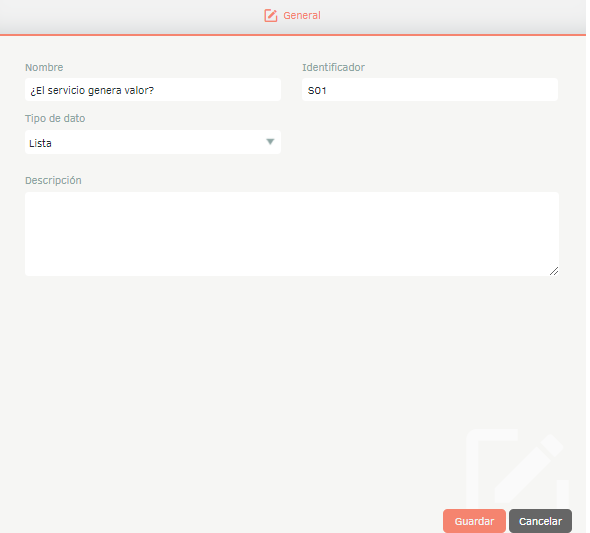 General
Nombre
Identificador
¿El servicio genera valor?
S01
Tipo de dato
Lista
Descripción
Guardar
Cancelar